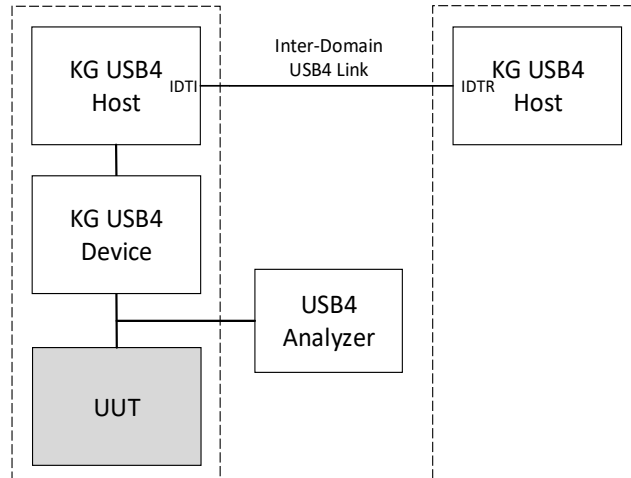 KG USB4
Host
IDTI
Inter-Domain
USB4 Link
IDTR
KG USB4
Host
KG USB4
Device
USB4
Analyzer
UUT